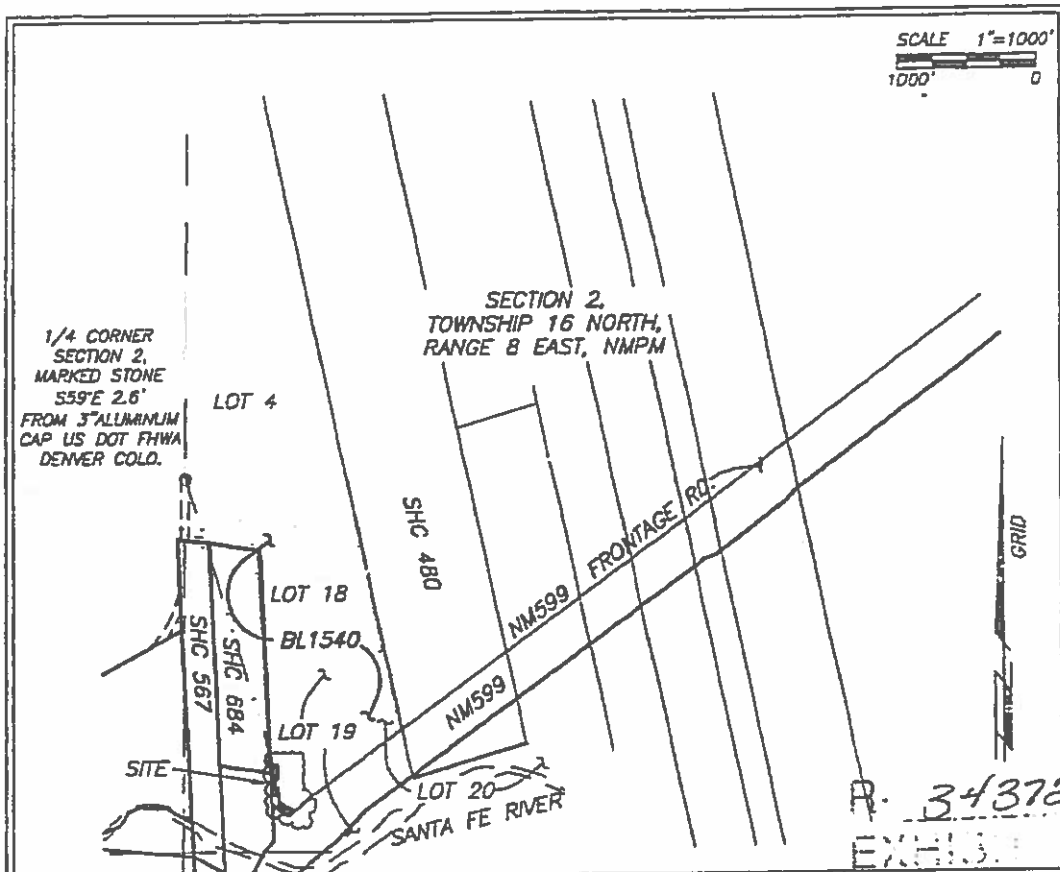 SCALE 1"=1000'
1000' 0
SECTION 2,
TOWNSHIP 16 NORTH,
RANGE 8 EAST, NMPM
1/4 CORNER
SECTION 2,
MARKED STONE
S59°E 2.6'
FROM 3"ALUMINUM
CAP US DOT FHWA
DENVER COLO.
LOT 4
SHC 480
NM599 FRONTAGE RD.
GRID
LOT 18
BL1540
SHC 567
SHC 684
NM599
LOT 19
SITE
LOT 20
SANTA FE RIVER